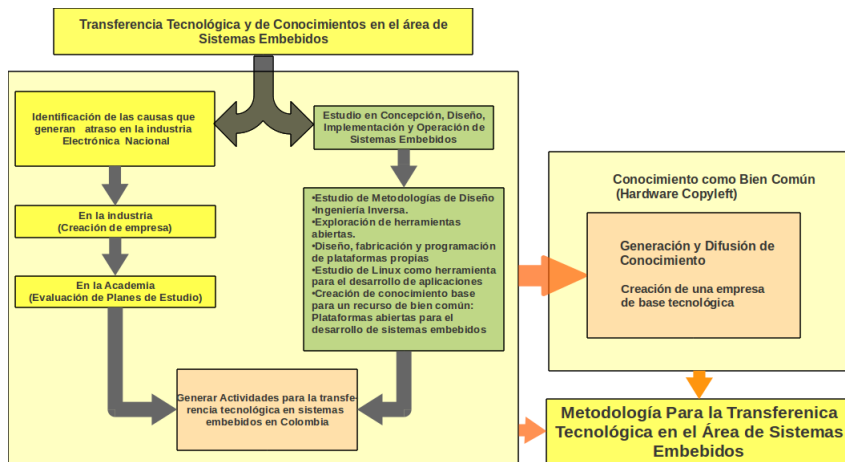 Transferencia Tecnológica y de Conocimientos en el área de
Sistemas Embebidos
Identificación de las causas que
generan atraso en la industria
Electrónica Nacional
En la industria
(Creación de empresa)
En la Academia
(Evaluación de Planes de Estudio)
Estudio en Concepción, Diseño,
Implementación y Operación de
Sistemas Embebidos
•Estudio de Metodologías de Diseño
•Ingeniería Inversa.
•Exploración de herramientas
abiertas.
•Diseño, fabricación y programación
de plataformas propias
•Estudio de Linux como herramienta
para el desarrollo de aplicaciones
•Creación de conocimiento base
para un recurso de bien común:
Plataformas abiertas para el
desarrollo de sistemas embebidos
Generar Actividades para la transfe-
rencia tecnológica en sistemas
embebidos en Colombia
Conocimiento como Bien Común
(Hardware Copyleft)
Generación y Difusión de
Conocimiento
Creación de una empresa
de base tecnológica
Metodología Para la Transferenica
Tecnológica en el Área de Sistemas
Embebidos